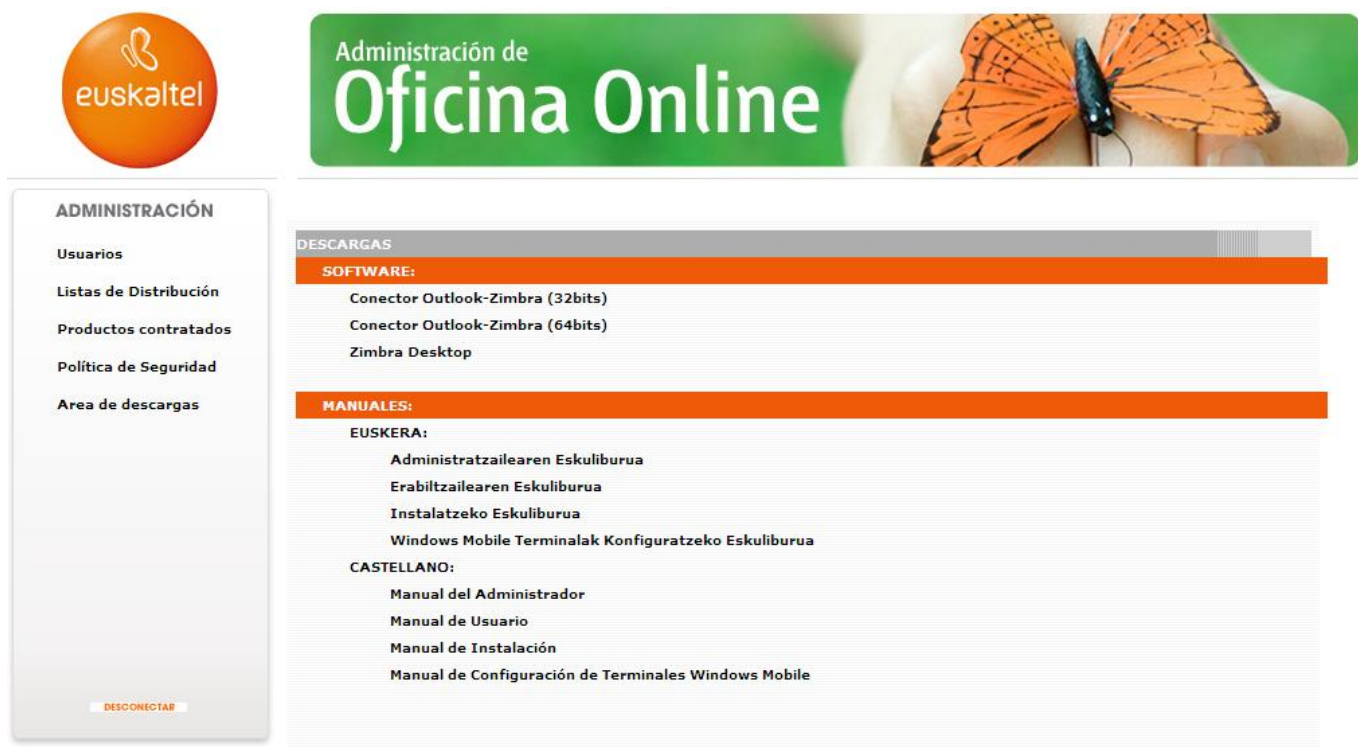 euskaltel
Administración de
Oficina Online
ADMINISTRACIÓN
Usuarios
Listas de Distribución
Productos contratados
Política de Seguridad
Area de descargas
DESCONECTAR
DESCARGAS
SOFTWARE:
Conector Outlook-Zimbra (32bits)
Conector Outlook-Zimbra (64bits)
Zimbra Desktop
MANUALES:
EUSKERA:
Administratzailearen Eskuliburua
Erabiltzailearen Eskuliburua
Instalatzeko Eskuliburua
Windows Mobile Terminalak Konfiguratzeko Eskuliburua
CASTELLANO:
Manual del Administrador
Manual de Usuario
Manual de Instalación
Manual de Configuración de Terminales Windows Mobile